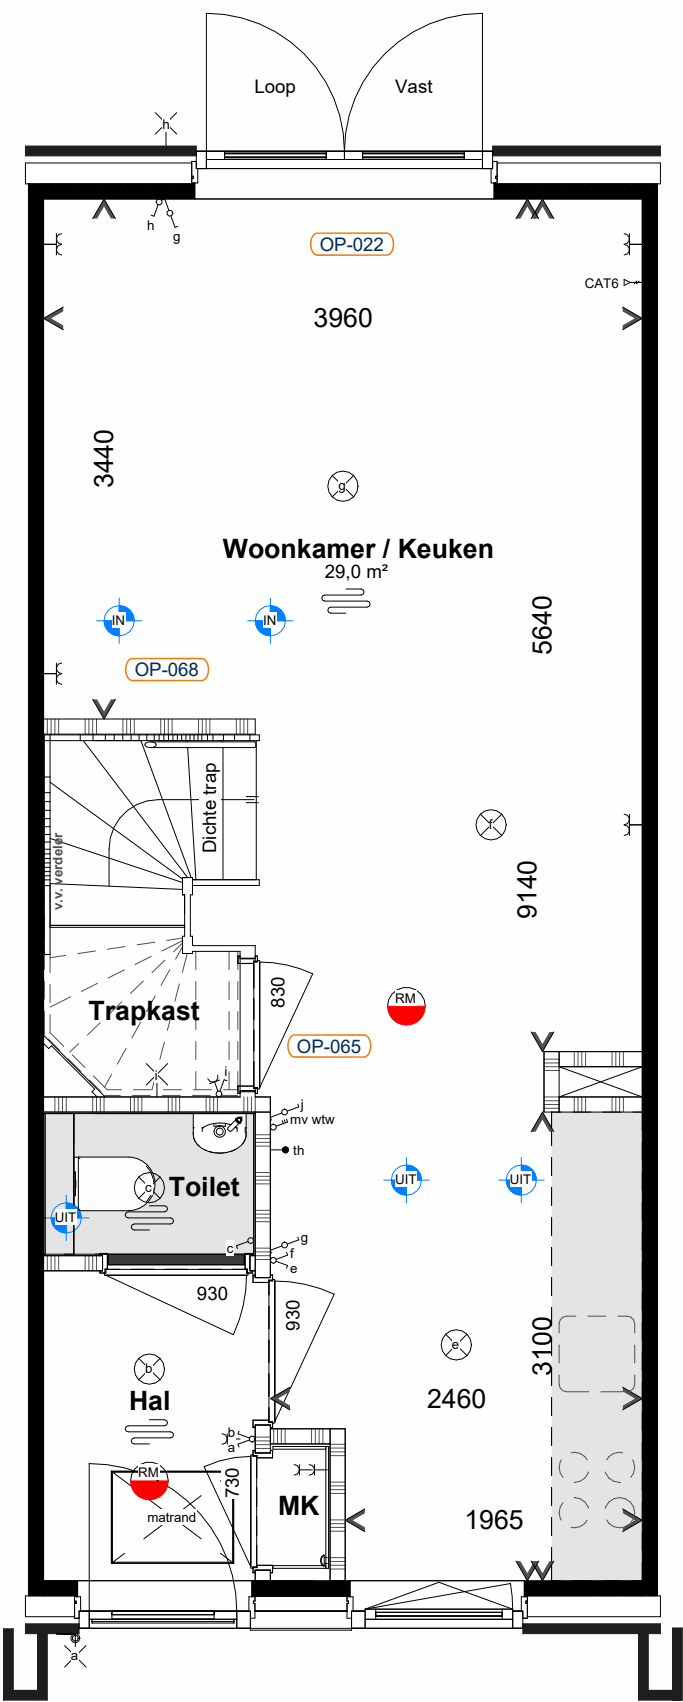 Loop
Vast
h
h
g
OP-022
CAT6
3960
3440
g
Woonkamer / Keuken
29,0 m²
IN
IN
5640
OP-068
Dichte trap
f
v.v. verdeler
9140
830
RM
Trapkast
OP-065
i
i
j
mv wtw
th
UIT
UIT
c
Toilet
UIT
c
g
f
e
930
930
e
3100
b
Hal
2460
b
a
RM
730
MK
matrand
1965
a